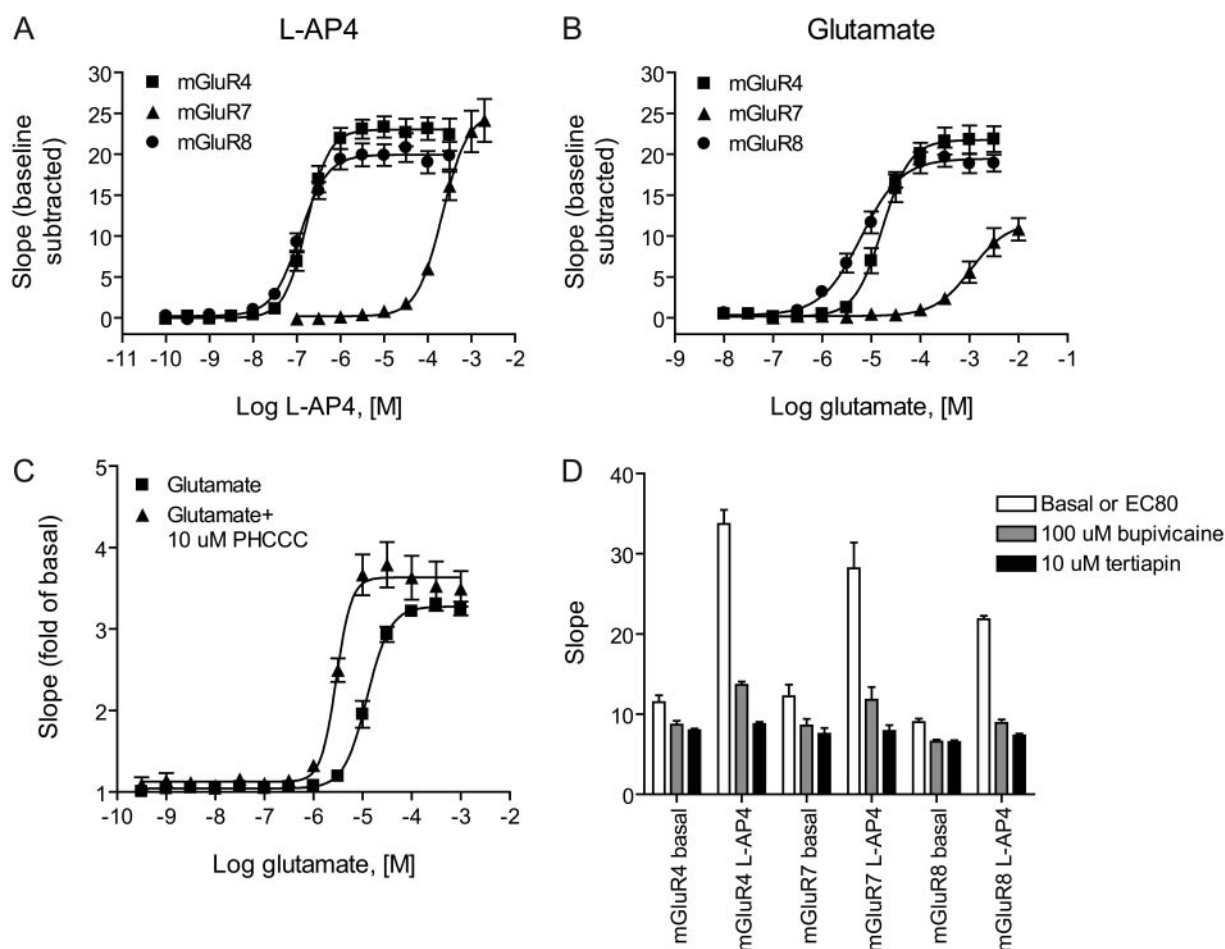 A
L-AP4
Slope (baseline
subtracted)
30
25
20
15
10
5
0
mGluR4
mGluR7
mGluR8
-11 -10 -9 -8 -7 -6 -5 -4 -3 -2
Log L-AP4, [M]
B
Glutamate
Slope (baseline
subtracted)
30
25
20
15
10
5
0
mGluR4
mGluR7
mGluR8
-9 -8 -7 -6 -5 -4 -3 -2 -1
Log glutamate, [M]
C
Slope (fold of basal)
5
4
3
2
1
Glutamate
Glutamate+
10 uM PHCCC
-10 -9 -8 -7 -6 -5 -4 -3 -2
Log glutamate, [M]
D
Slope
40
30
20
10
0
Basal or EC80
100 uM bupivicaine
10 uM tertiapin
mGluR4 basal
mGluR4 L-AP4
mGluR7 basal
mGluR7 L-AP4
mGluR8 basal
mGluR8 L-AP4